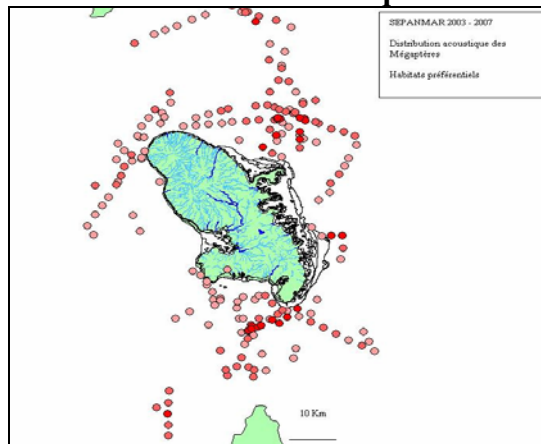 SEPANMAR 2003 - 2007
Distribution acoustique des
Mégaptères
Habitats préférentiels
10 Km